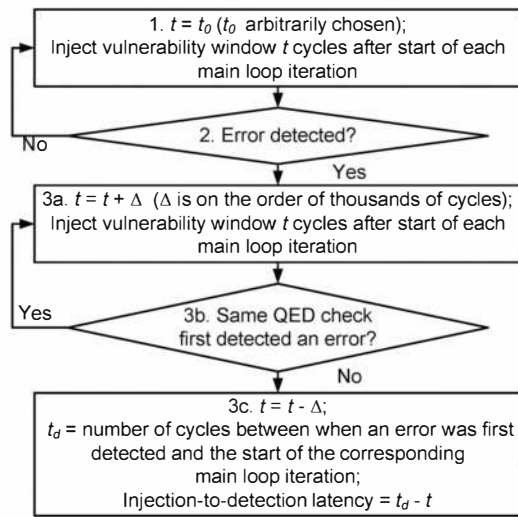 1. t = t0 (t0 arbitrarily chosen);
Inject vulnerability window t cycles after start of each
main loop iteration
No
2. Error detected?
Yes
3a. t = t + Δ (Δ is on the order of thousands of cycles);
Inject vulnerability window t cycles after start of each
main loop iteration
Yes
3b. Same QED check
first detected an error?
No
3c. t = t - Δ;
td = number of cycles between when an error was first
detected and the start of the corresponding
main loop iteration;
Injection-to-detection latency = td - t